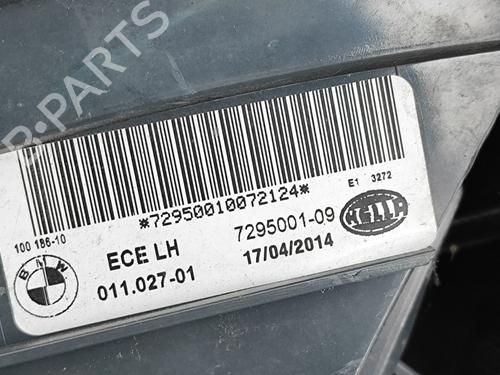 B-PARTS
*72950010072124*
100 186-10
E1 3272
ECE LH
7295001-09
HELLA
BMW
011.027-01
17/04/2014